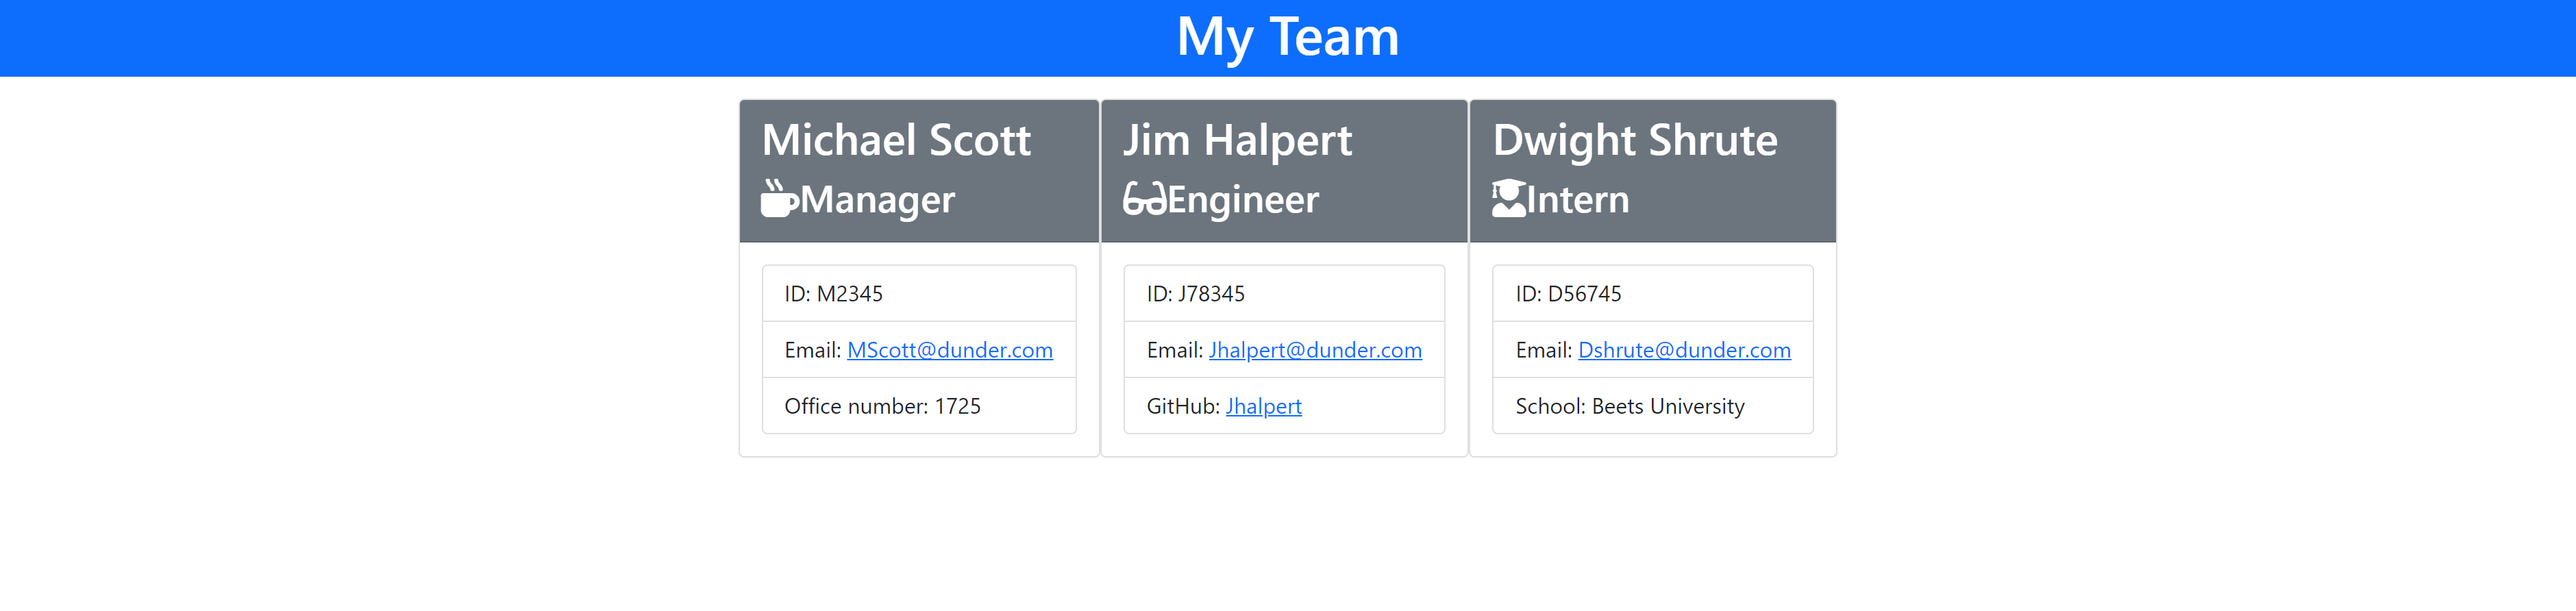 My Team
Michael Scott
Manager
ID: M2345
Email: MScott@dunder.com
Office number: 1725
Jim Halpert
Engineer
ID: J78345
Email: Jhalpert@dunder.com
GitHub: Jhalpert
Dwight Shrute
Intern
ID: D56745
Email: Dshrute@dunder.com
School: Beets University